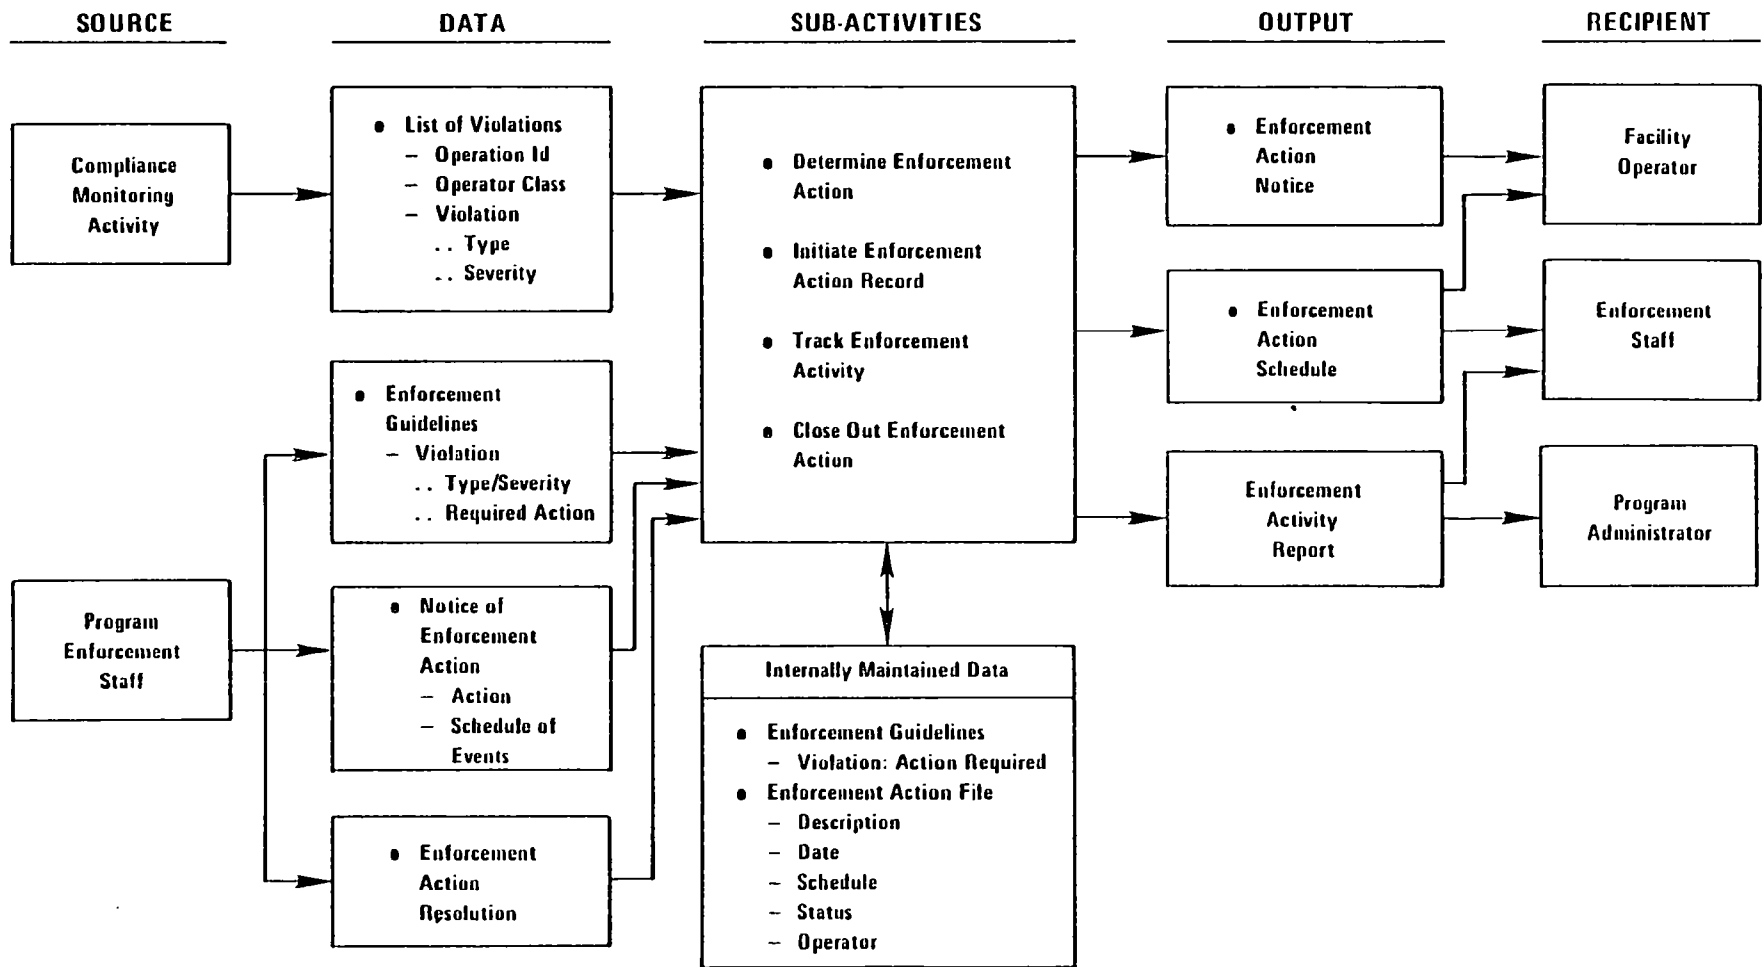 SOURCE
DATA
SUB-ACTIVITIES
OUTPUT
RECIPIENT
Compliance
Monitoring
Activity
Program
Enforcement
Staff
• List of Violations
– Operation Id
– Operator Class
– Violation
.. Type
.. Severity
• Enforcement
Guidelines
– Violation
.. Type/Severity
.. Required Action
• Notice of
Enforcement
Action
– Action
– Schedule of
Events
• Enforcement
Action
Resolution
• Determine Enforcement
Action
• Initiate Enforcement
Action Record
• Track Enforcement
Activity
• Close Out Enforcement
Action
Internally Maintained Data
• Enforcement Guidelines
– Violation: Action Required
• Enforcement Action File
– Description
– Date
– Schedule
– Status
– Operator
• Enforcement
Action
Notice
• Enforcement
Action
Schedule
Enforcement
Activity
Report
Facility
Operator
Enforcement
Staff
Program
Administrator